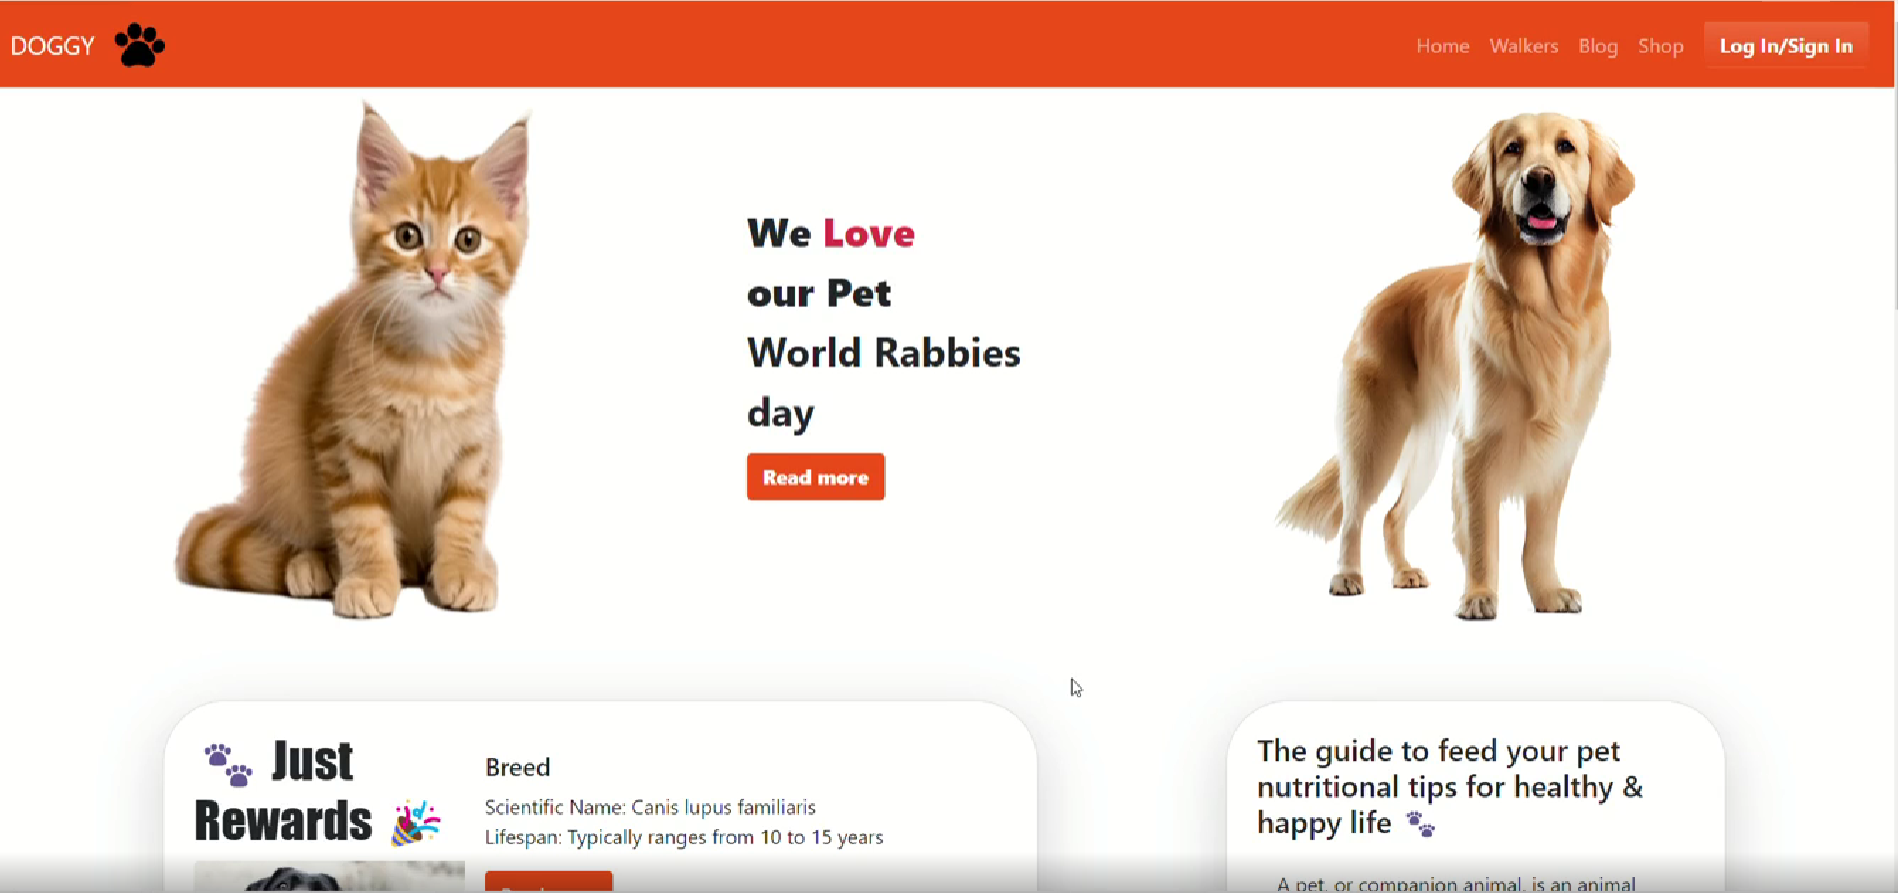 DOGGY
Home Walkers Blog Shop Log In/Sign In
We Love
our Pet
World Rabbies
day
Read more
Just
Rewards
Breed
Scientific Name: Canis lupus familiaris
Lifespan: Typically ranges from 10 to 15 years
The guide to feed your pet
nutritional tips for healthy &
happy life
A pet, or companion animal, is an animal